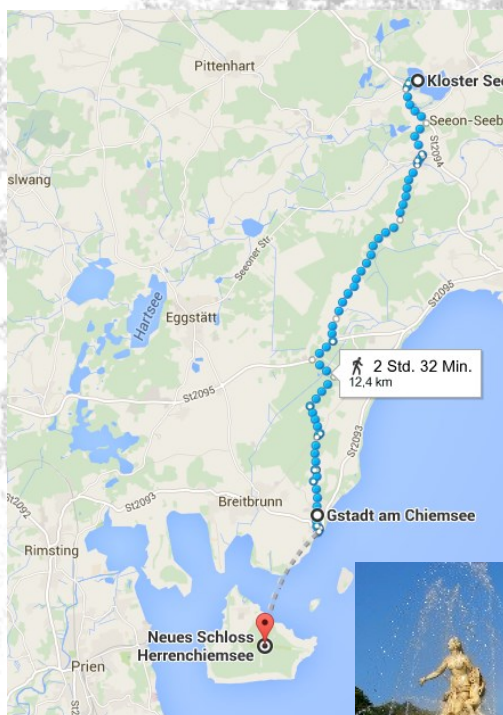 Pittenhart
Kloster See
Seeon-Seeb
St2094
slwang
Seeoner Str
Hartsee
Eggstätt
St2095
2 Std. 32 Min.
12,4 km
St2095
St2093
Breitbrunn
St2093
Gstadt am Chiemsee
St2092
Rimsting
Neues Schloss
Herrenchiemsee
Prien